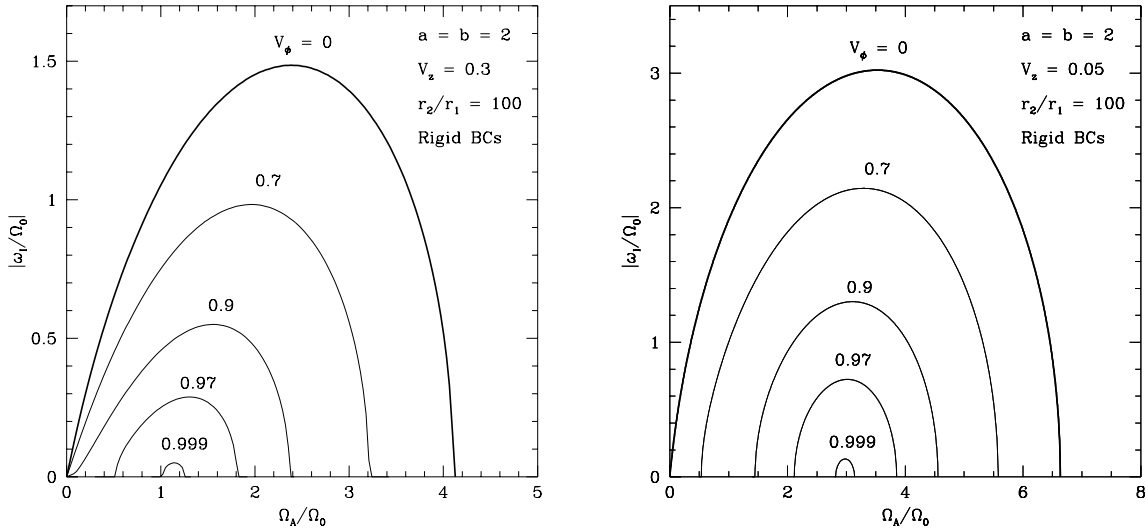 V_φ = 0
a = b = 2
V_z = 0.3
r_2/r_1 = 100
Rigid BCs
0.7
0.9
0.97
0.999
|ω_I/Ω_0|
1.5
1
0.5
0
0 1 2 3 4 5
Ω_A/Ω_0
V_φ = 0
a = b = 2
V_z = 0.05
r_2/r_1 = 100
Rigid BCs
0.7
0.9
0.97
0.999
|ω_I/Ω_0|
3
2
1
0
0 2 4 6 8
Ω_A/Ω_0